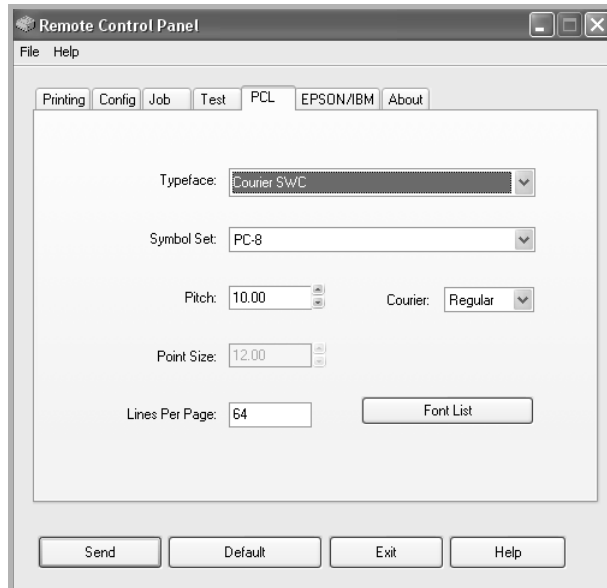 Remote Control Panel
File Help
Printing Config Job Test PCL EPSON/IBM About
Typeface: Courier SWC
Symbol Set: PC-8
Pitch: 10.00 Courier: Regular
Point Size: 12.00
Lines Per Page: 64 Font List
Send Default Exit Help